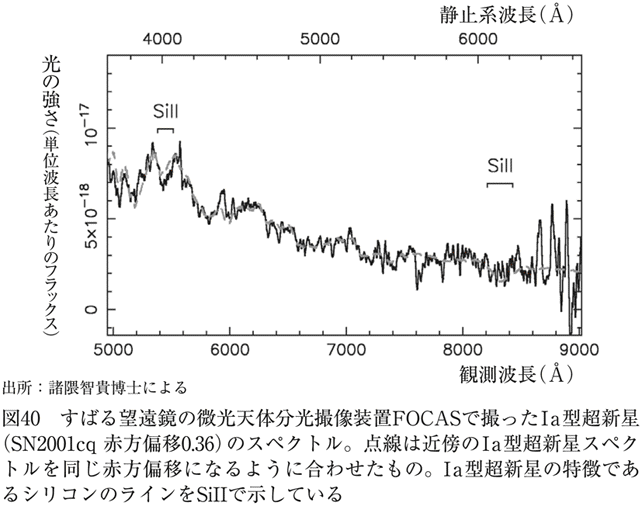 静止系波長(Å)
4000
5000
6100
光の強さ(単位波長あたりのフラックス)
10⁻¹⁷
5×10⁻¹⁸
0
SiII
SiII
5000
6000
7000
8000
9000
観測波長(Å)
出所：諸隈智貴博士による
図40　すばる望遠鏡の微光天体分光撮像装置FOCASで撮ったIa型超新星
(SN2001cq 赤方偏移0.36)のスペクトル。点線は近傍のIa型超新星スペク
トルを同じ赤方偏移になるように合わせたもの。Ia型超新星の特徴であ
るシリコンのラインをSiIIで示している